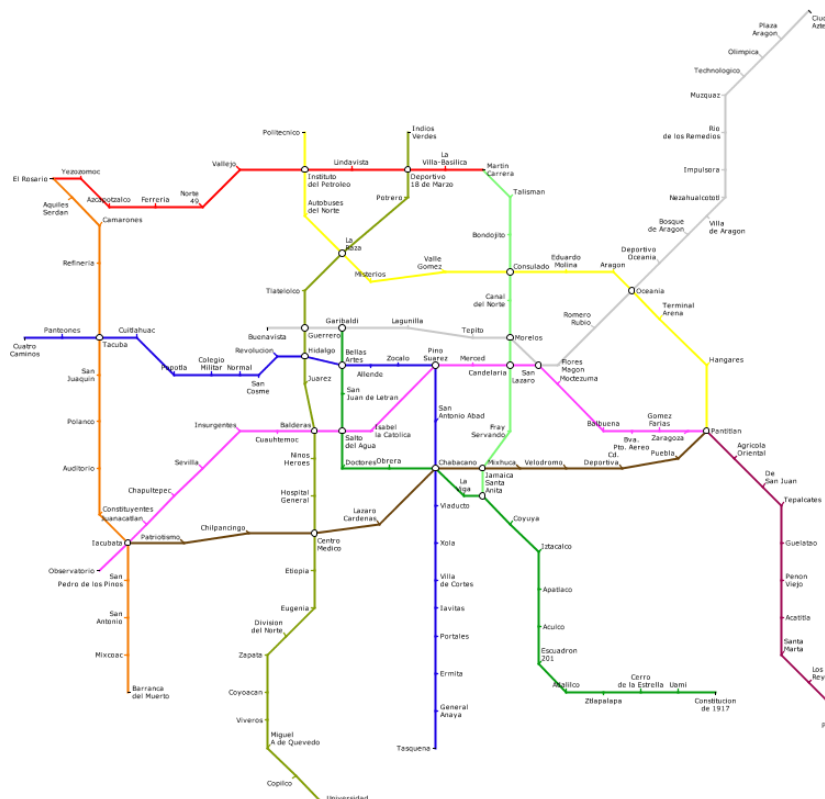 Plaza
Aragon
Olimpica
Technologico
Muzquaz
Rio
de los Remedios
Impulsora
Nezahualcototl
Villa
de Aragon
Bosque
de Aragon
Deportivo
Oceania
Oceania
Romero
Rubio
Flores
Magon
Politecnico
Indios
Verdes
Vallejo
Lindavista
La
Villa-Basilica
Martin
Carrera
El Rosario
Yezozomoc
Azcapotzalco
Ferreria
Norte
49
Instituto
del Petroleo
Deportivo
18 de Marzo
Aquiles
Serdan
Camarones
Autobuses
del Norte
Potrero
Talisman
Bondojito
La
Raza
Refineria
Misterios
Valle
Gomez
Consulado
Eduardo
Molina
Aragon
Terminal
Arena
Hangares
Tlatelolco
Canal
del Norte
Buenavista
Guerrero
Garibaldi
Lagunilla
Tepito
Morelos
Cuatro
Caminos
Panteones
Tacuba
Cuitlahuac
Popotla
Colegio
Militar
Normal
San
Cosme
Revolucion
Hidalgo
Bellas
Artes
Allende
Zocalo
Pino
Suarez
Merced
Candelaria
San
Lazaro
Moctezuma
San
Juaquin
Juarez
San
Juan de Letran
San
Antonio Abad
Polanco
Insurgentes
Cuauhtemoc
Balderas
Salto
del Agua
Isabel
la Catolica
Fray
Servando
Balbuena
Bva.
Pto. Aereo
Gomez
Farias
Zaragoza
Pantitlan
Auditorio
Sevilla
Ninos
Heroes
Doctores
Obrera
Chabacano
Mixhuca
Jamaica
Santa
Anita
La
Viga
Velodromo
Cd.
Deportiva
Puebla
Agricola
Oriental
De
San Juan
Tepalcates
Chapultepec
Constituyentes
Juanacatlan
Hospital
General
Lazaro
Cardenas
Viaducto
Coyuya
Iacubata
Patriotismo
Chilpancingo
Centro
Medico
Xola
Iztacalco
Guelatao
Observatorio
San
Pedro de los Pinos
Etiopia
Villa
de Cortes
Apatlaco
Penon
Viejo
San
Antonio
Eugenia
Iavitas
Aculco
Acatitla
Mixcoac
Division
del Norte
Zapata
Portales
Escuadron
201
Santa
Marta
Barranca
del Muerto
Coyoacan
Ermita
Atlalilco
Ztlapalapa
Cerro
de la Estrella
Uami
Constitucion
de 1917
Los
Viveros
General
Anaya
Miguel
A de Quevedo
Tasquena
Copilco
Universidad